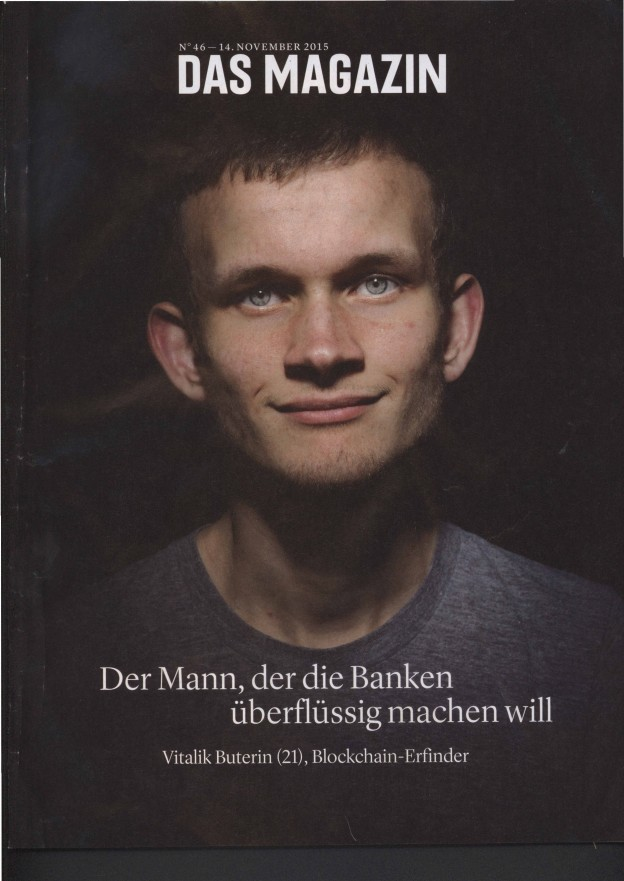 N° 46 — 14. NOVEMBER 2015
DAS MAGAZIN
Der Mann, der die Banken
überflüssig machen will
Vitalik Buterin (21), Blockchain-Erfinder